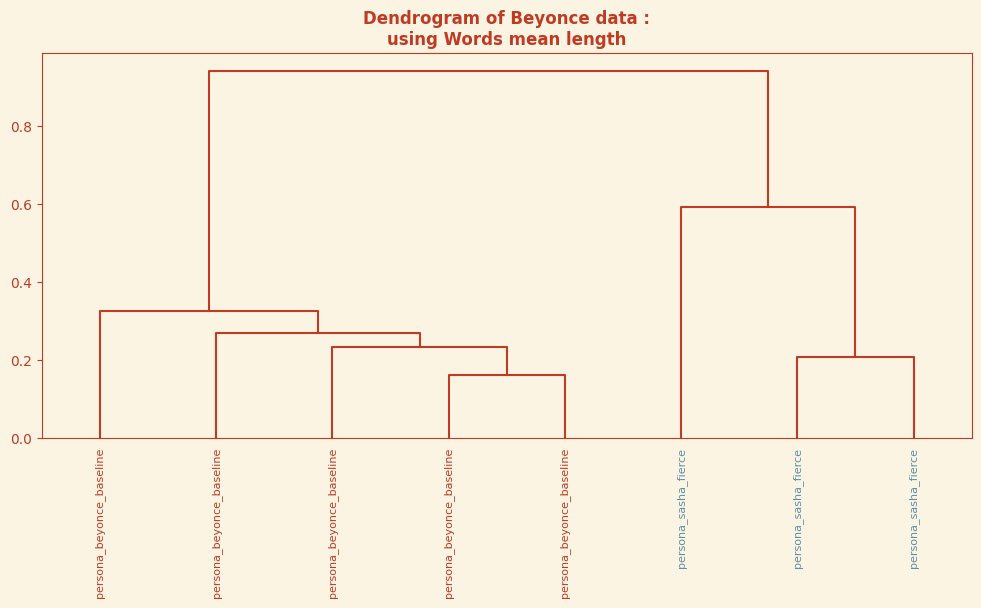 Dendrogram of Beyonce data :
using Words mean length
0.8
0.6
0.4
0.2
0.0
persona_beyonce_baseline
persona_beyonce_baseline
persona_beyonce_baseline
persona_beyonce_baseline
persona_beyonce_baseline
persona_sasha_fierce
persona_sasha_fierce
persona_sasha_fierce